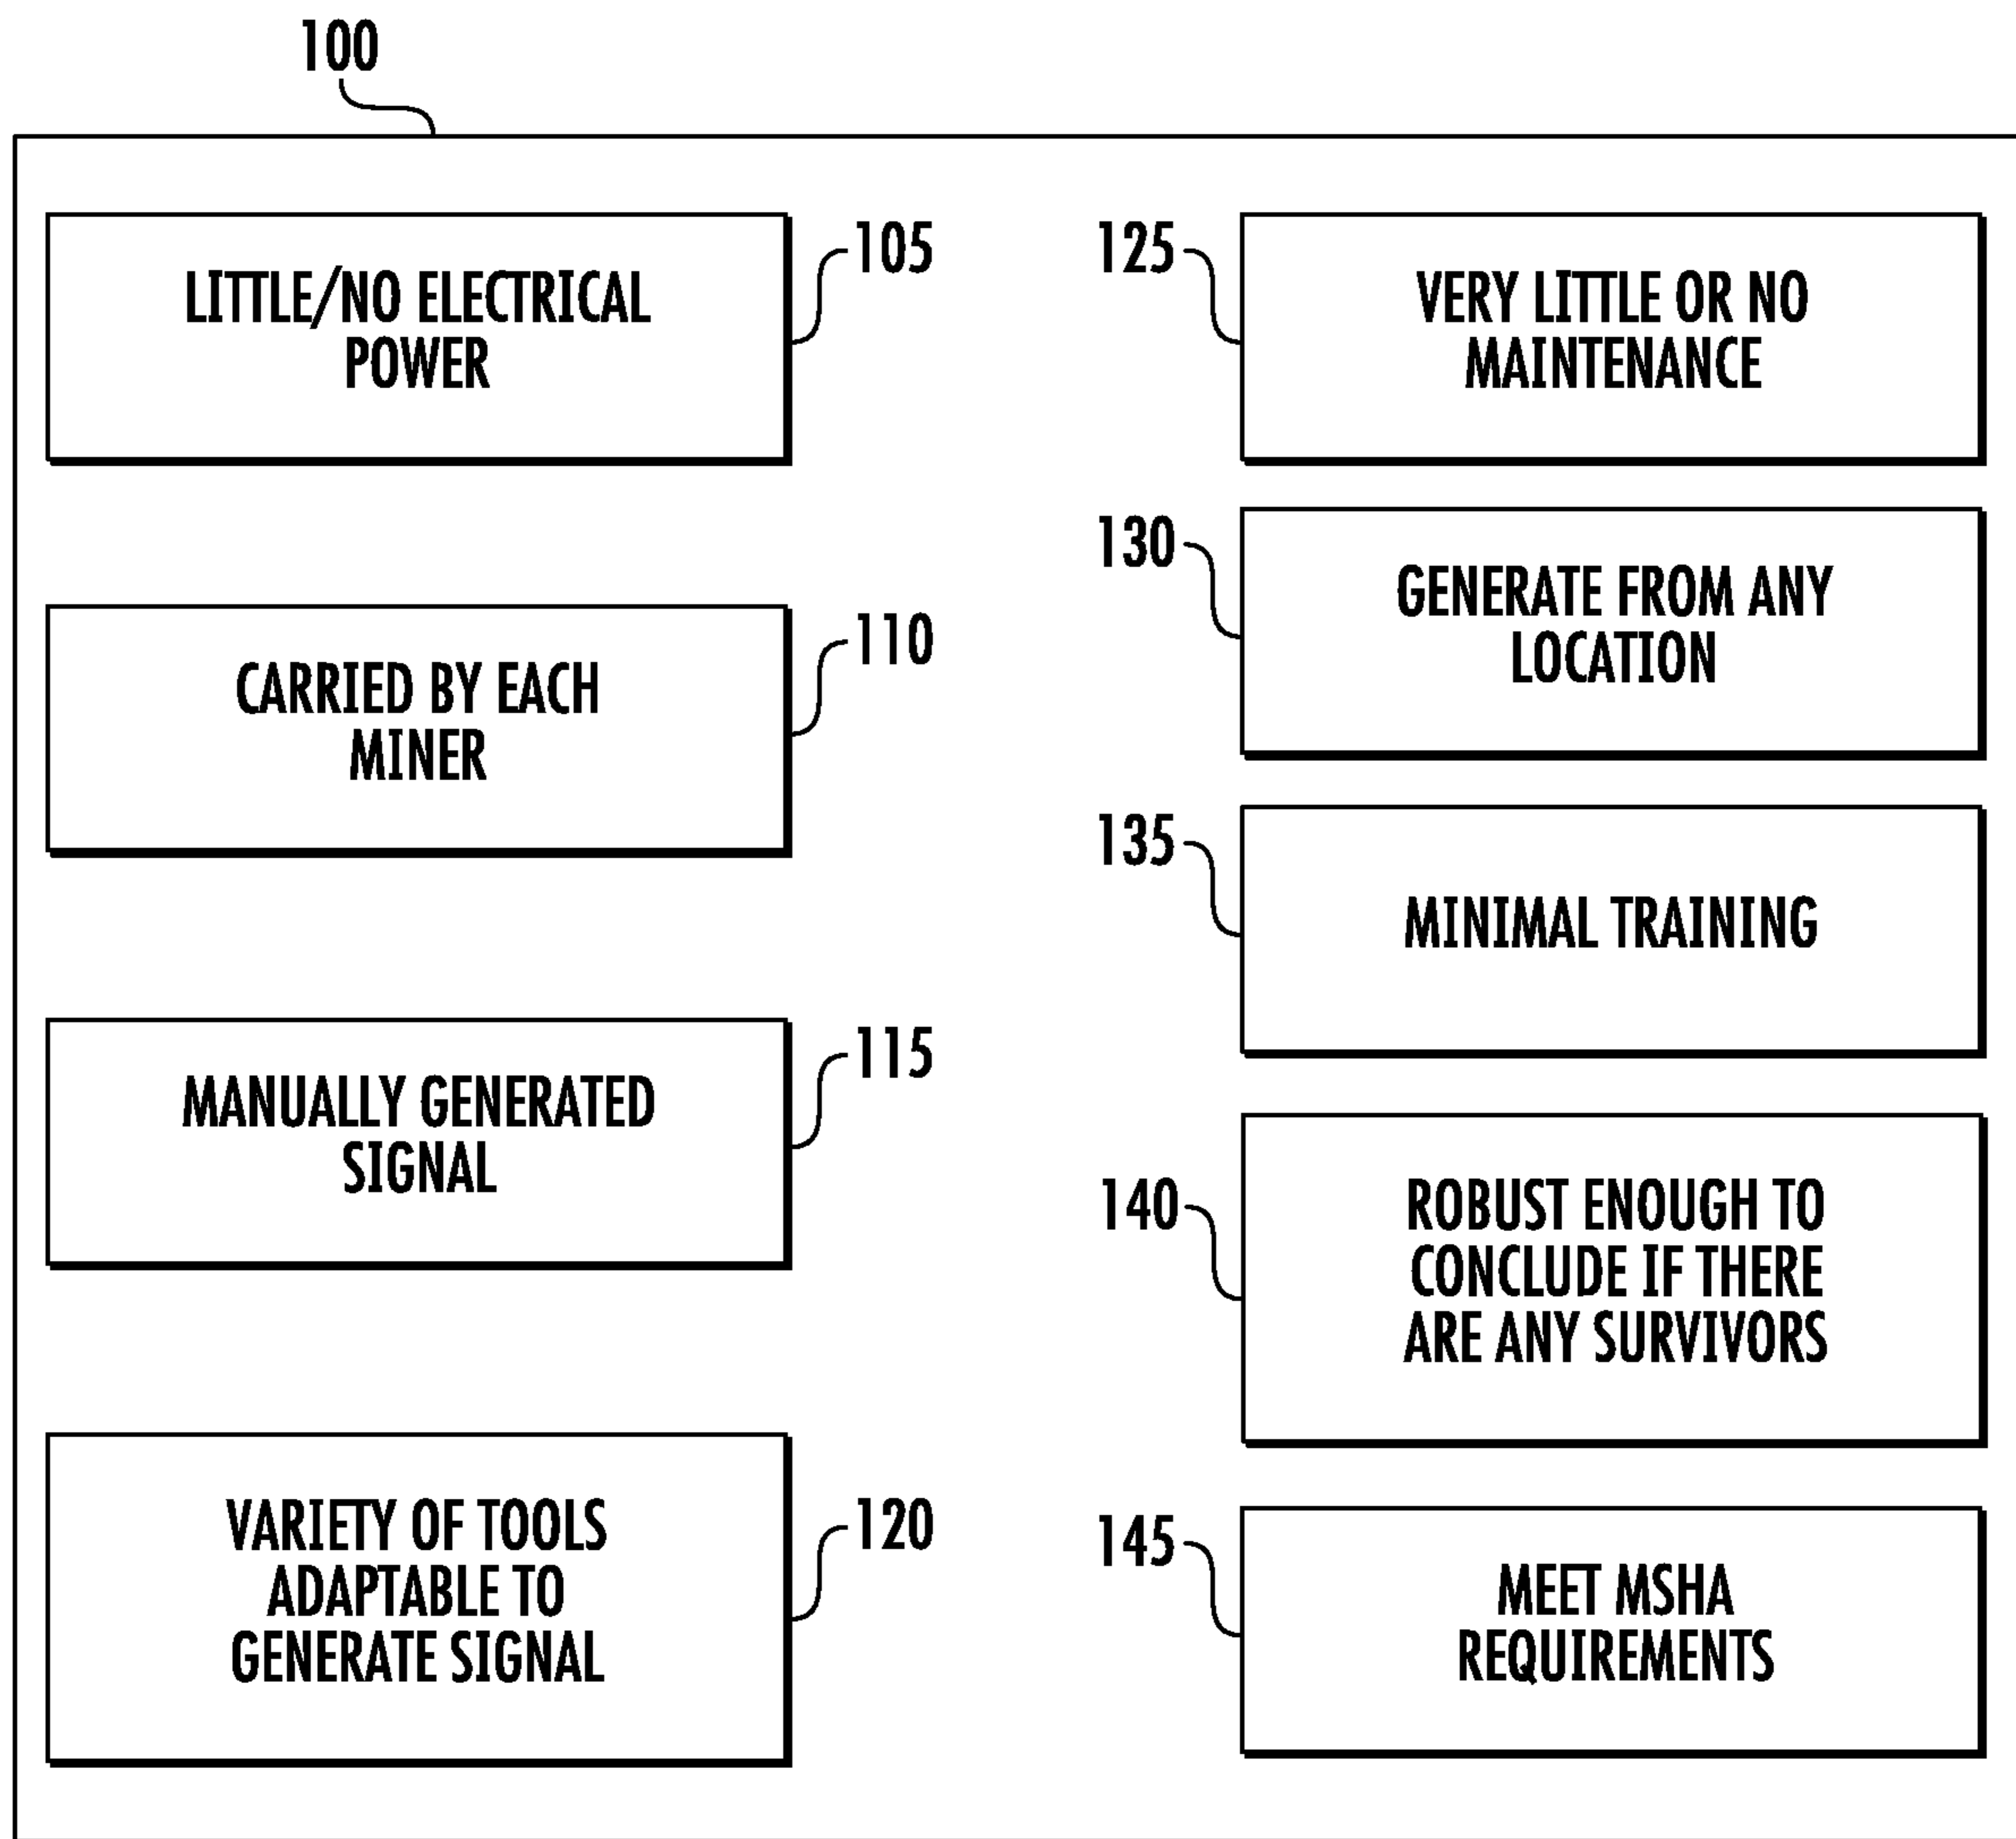 100
LITTLE/NO ELECTRICAL
POWER
105
CARRIED BY EACH
MINER
110
MANUALLY GENERATED
SIGNAL
115
VARIETY OF TOOLS
ADAPTABLE TO
GENERATE SIGNAL
120
125
VERY LITTLE OR NO
MAINTENANCE
130
GENERATE FROM ANY
LOCATION
135
MINIMAL TRAINING
140
ROBUST ENOUGH TO
CONCLUDE IF THERE
ARE ANY SURVIVORS
145
MEET MSHA
REQUIREMENTS